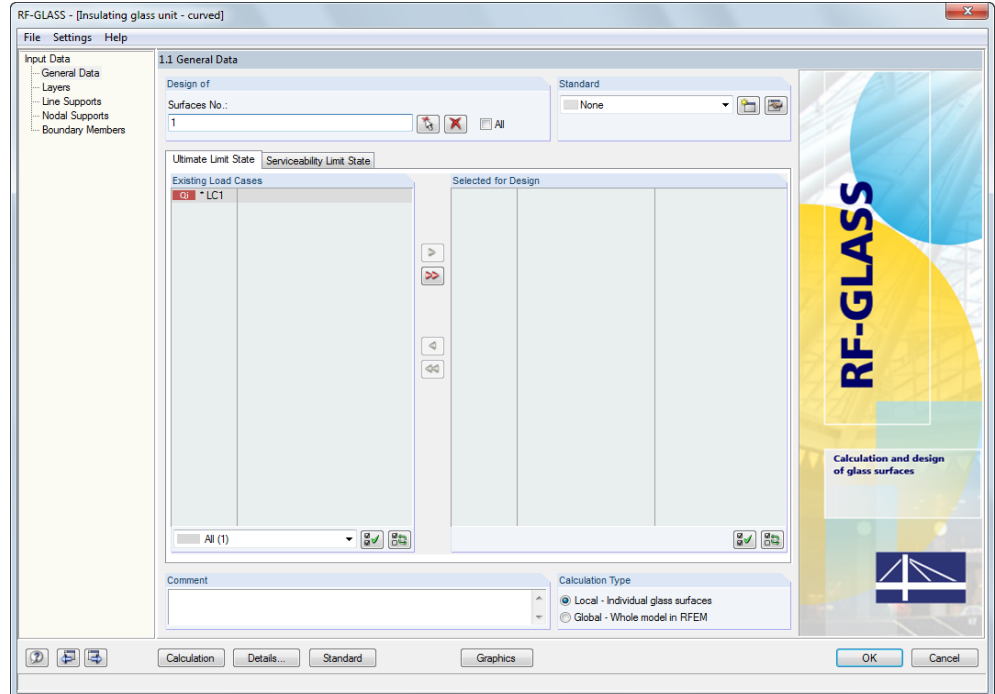 RF-GLASS - [Insulating glass unit - curved]
File Settings Help
Input Data
General Data
Layers
Line Supports
Nodal Supports
Boundary Members
1.1 General Data
Design of
Surfaces No.:
1
All
Standard
None
Ultimate Limit State Serviceability Limit State
Existing Load Cases
Qi * LC1
Selected for Design
All (1)
Comment
Calculation Type
Local - Individual glass surfaces
Global - Whole model in RFEM
RF-GLASS
Calculation and design
of glass surfaces
Calculation Details... Standard Graphics OK Cancel